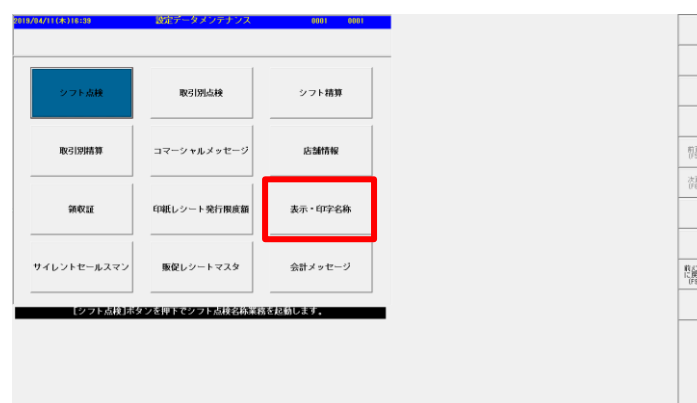 2019/04/11(木)16:39 設定データメンテナンス 0001 0001
シフト点検 取引別点検 シフト精算
取引別精算 コマーシャルメッセージ 店舗情報
領収証 印紙レシート発行限度額 表示・印字名称
サイレントセールスマン 販促レシートマスタ 会計メッセージ
[シフト点検]ボタンを押下でシフト点検名称業務を起動します。